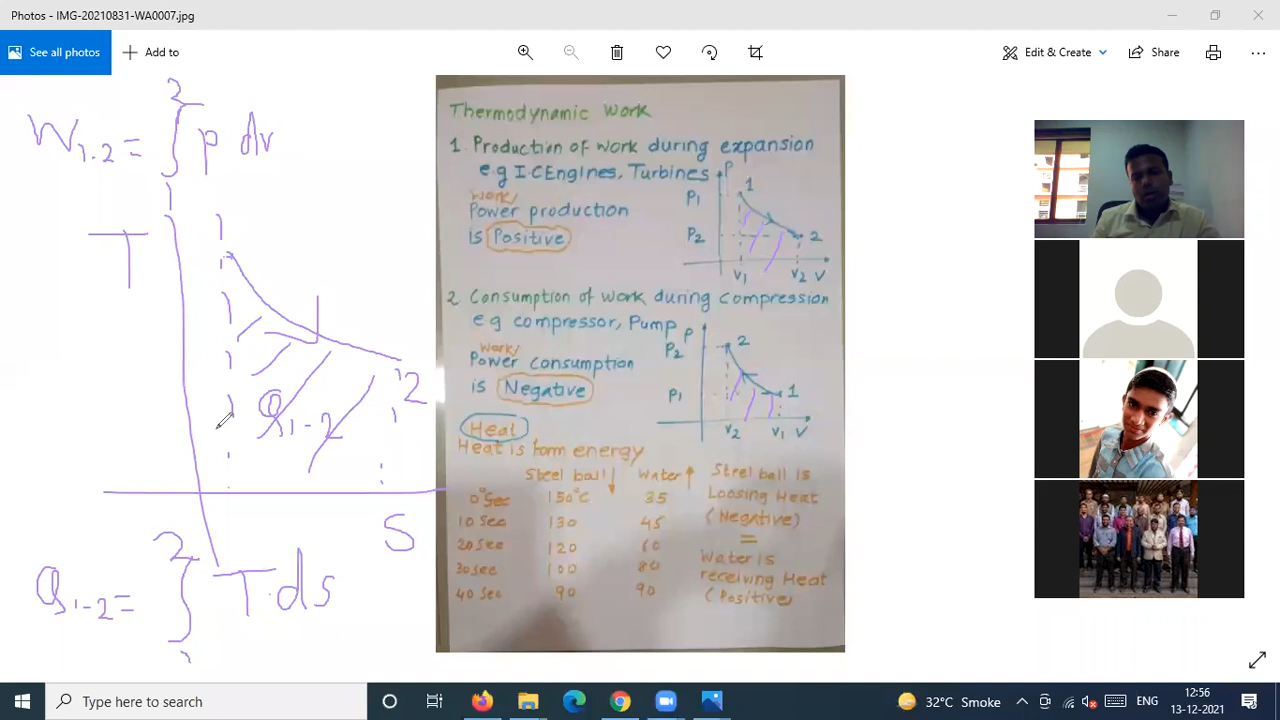 Photos - IMG-20210831-WA0007.jpg
See all photos
Add to
Edit & Create
Share
W1-2 = ∫ p dv
2
1
T
2
Q1-2
S
Q1-2 = ∫ T.ds
2
1
Thermodynamic Work
1. Production of work during expansion
e.g I.C Engines, Turbines
Work/
Power production
is Positive
P
1
P1
P2
2
V1
V2
V
2. Consumption of work during compression
e.g compressor, Pump
Work/
Power consumption
is Negative
P
P2
2
P1
1
V2
V1
V
Heat
Heat is form energy
Steel ball ↓ Water ↑
0°Sec 150°C 35
10 Sec 130 45
20 Sec 120 60
30 Sec 100 80
40 Sec 90 90
Steel ball is
Loosing Heat
(Negative)
=
Water is
receiving Heat
(Positive)
Type here to search
32°C Smoke
ENG
12:56
13-12-2021